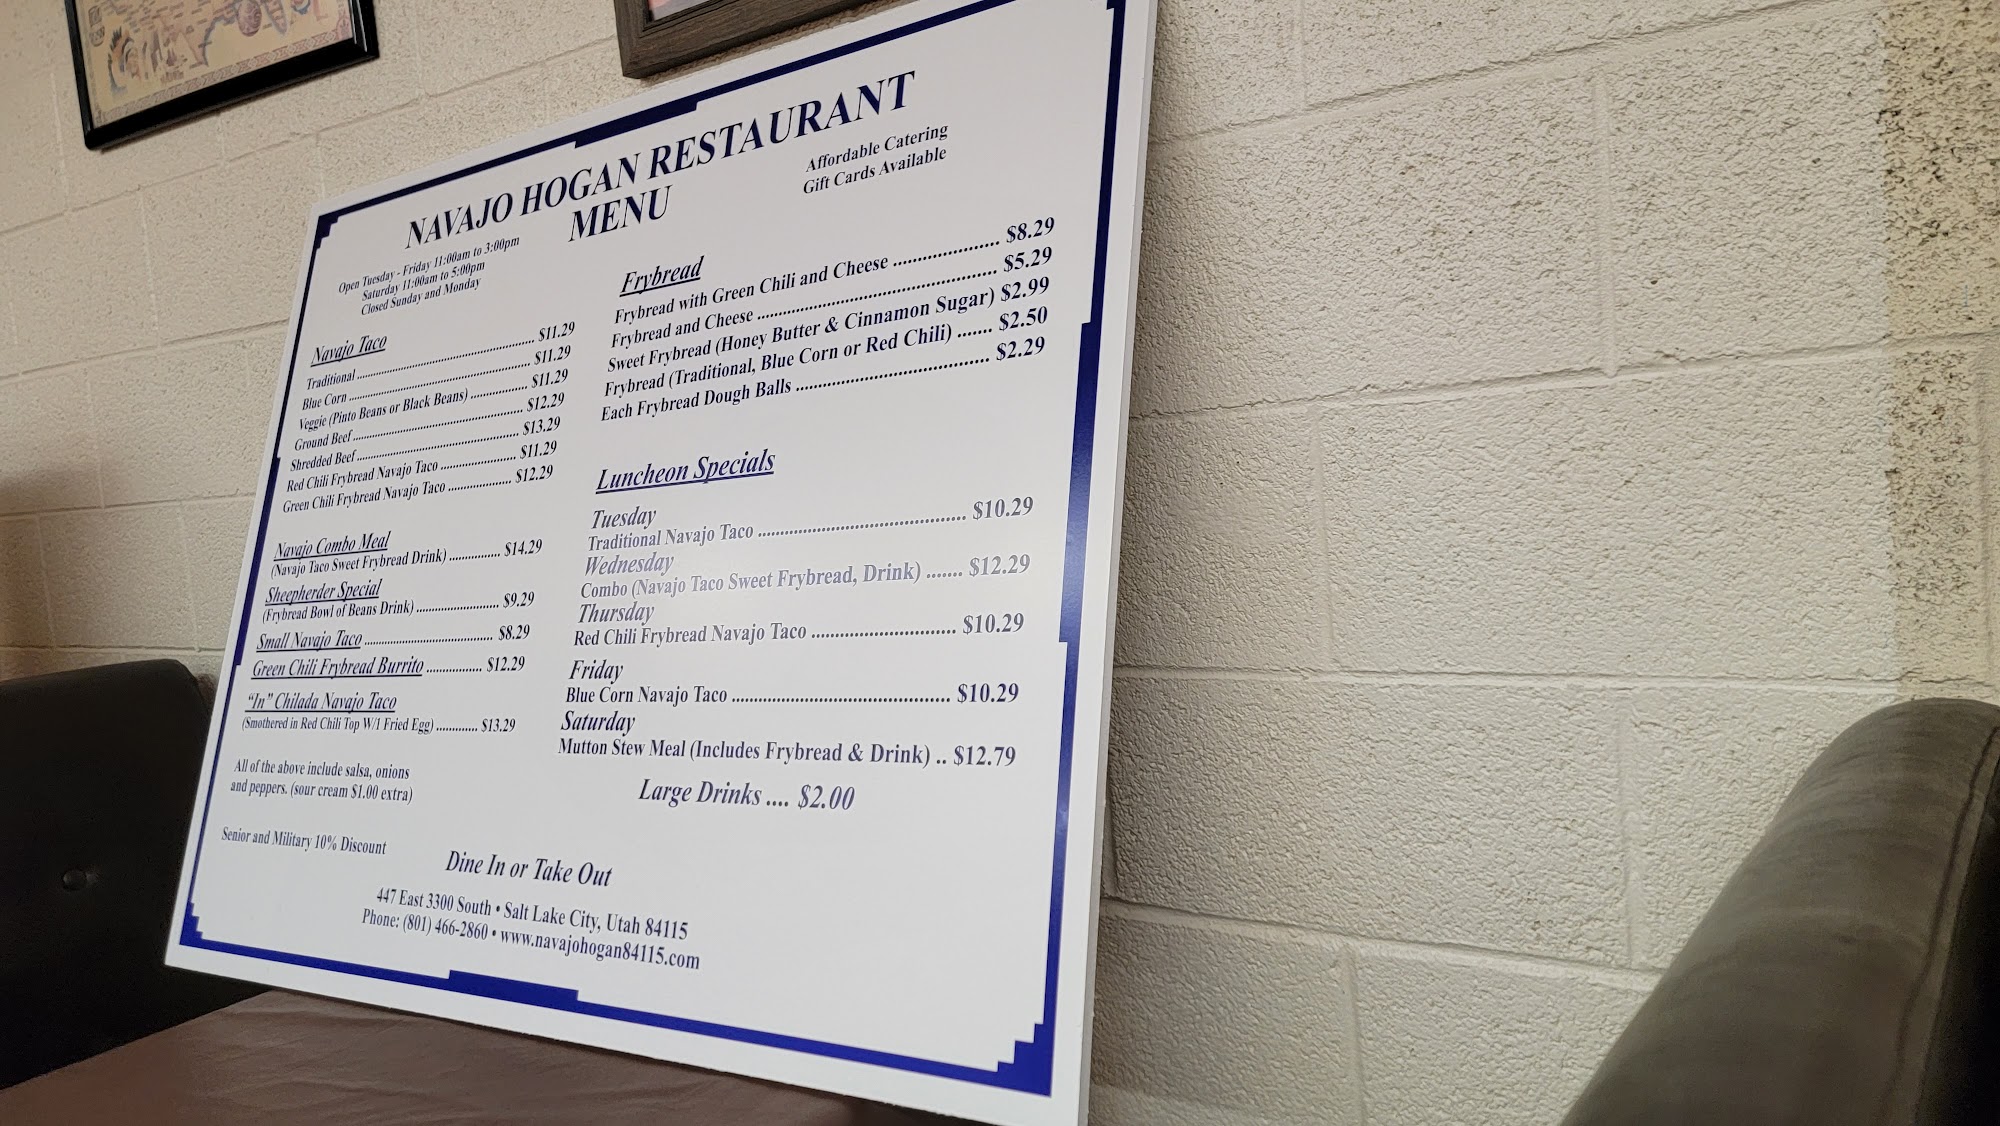 NAVAJO HOGAN RESTAURANT
MENU
Affordable Catering
Gift Cards Available
Open Tuesday - Friday 11:00am to 3:00pm
Saturday 11:00am to 5:00pm
Closed Sunday and Monday
Navajo Taco
Traditional ........ $11.29
Blue Corn ........ $11.29
Veggie (Pinto Beans or Black Beans) ........ $11.29
Ground Beef ........ $12.29
Shredded Beef ........ $13.29
Red Chili Frybread Navajo Taco ........ $11.29
Green Chili Frybread Navajo Taco ........ $12.29
Navajo Combo Meal
(Navajo Taco Sweet Frybread Drink) ........ $14.29
Sheepherder Special
(Frybread Bowl of Beans Drink) ........ $9.29
Small Navajo Taco ........ $8.29
Green Chili Frybread Burrito ........ $12.29
"In" Chilada Navajo Taco
(Smothered in Red Chili Top W/1 Fried Egg) ........ $13.29
All of the above include salsa, onions
and peppers. (sour cream $1.00 extra)
Senior and Military 10% Discount
Frybread
Frybread with Green Chili and Cheese ........ $8.29
Frybread and Cheese ........ $5.29
Sweet Frybread (Honey Butter & Cinnamon Sugar) $2.99
Frybread (Traditional, Blue Corn or Red Chili) ....... $2.50
Each Frybread Dough Balls ........ $2.29
Luncheon Specials
Tuesday
Traditional Navajo Taco ........ $10.29
Wednesday
Combo (Navajo Taco Sweet Frybread, Drink) ....... $12.29
Thursday
Red Chili Frybread Navajo Taco ........ $10.29
Friday
Blue Corn Navajo Taco ........ $10.29
Saturday
Mutton Stew Meal (Includes Frybread & Drink) .. $12.79
Large Drinks .... $2.00
Dine In or Take Out
447 East 3300 South • Salt Lake City, Utah 84115
Phone: (801) 466-2860 • www.navajohogan84115.com